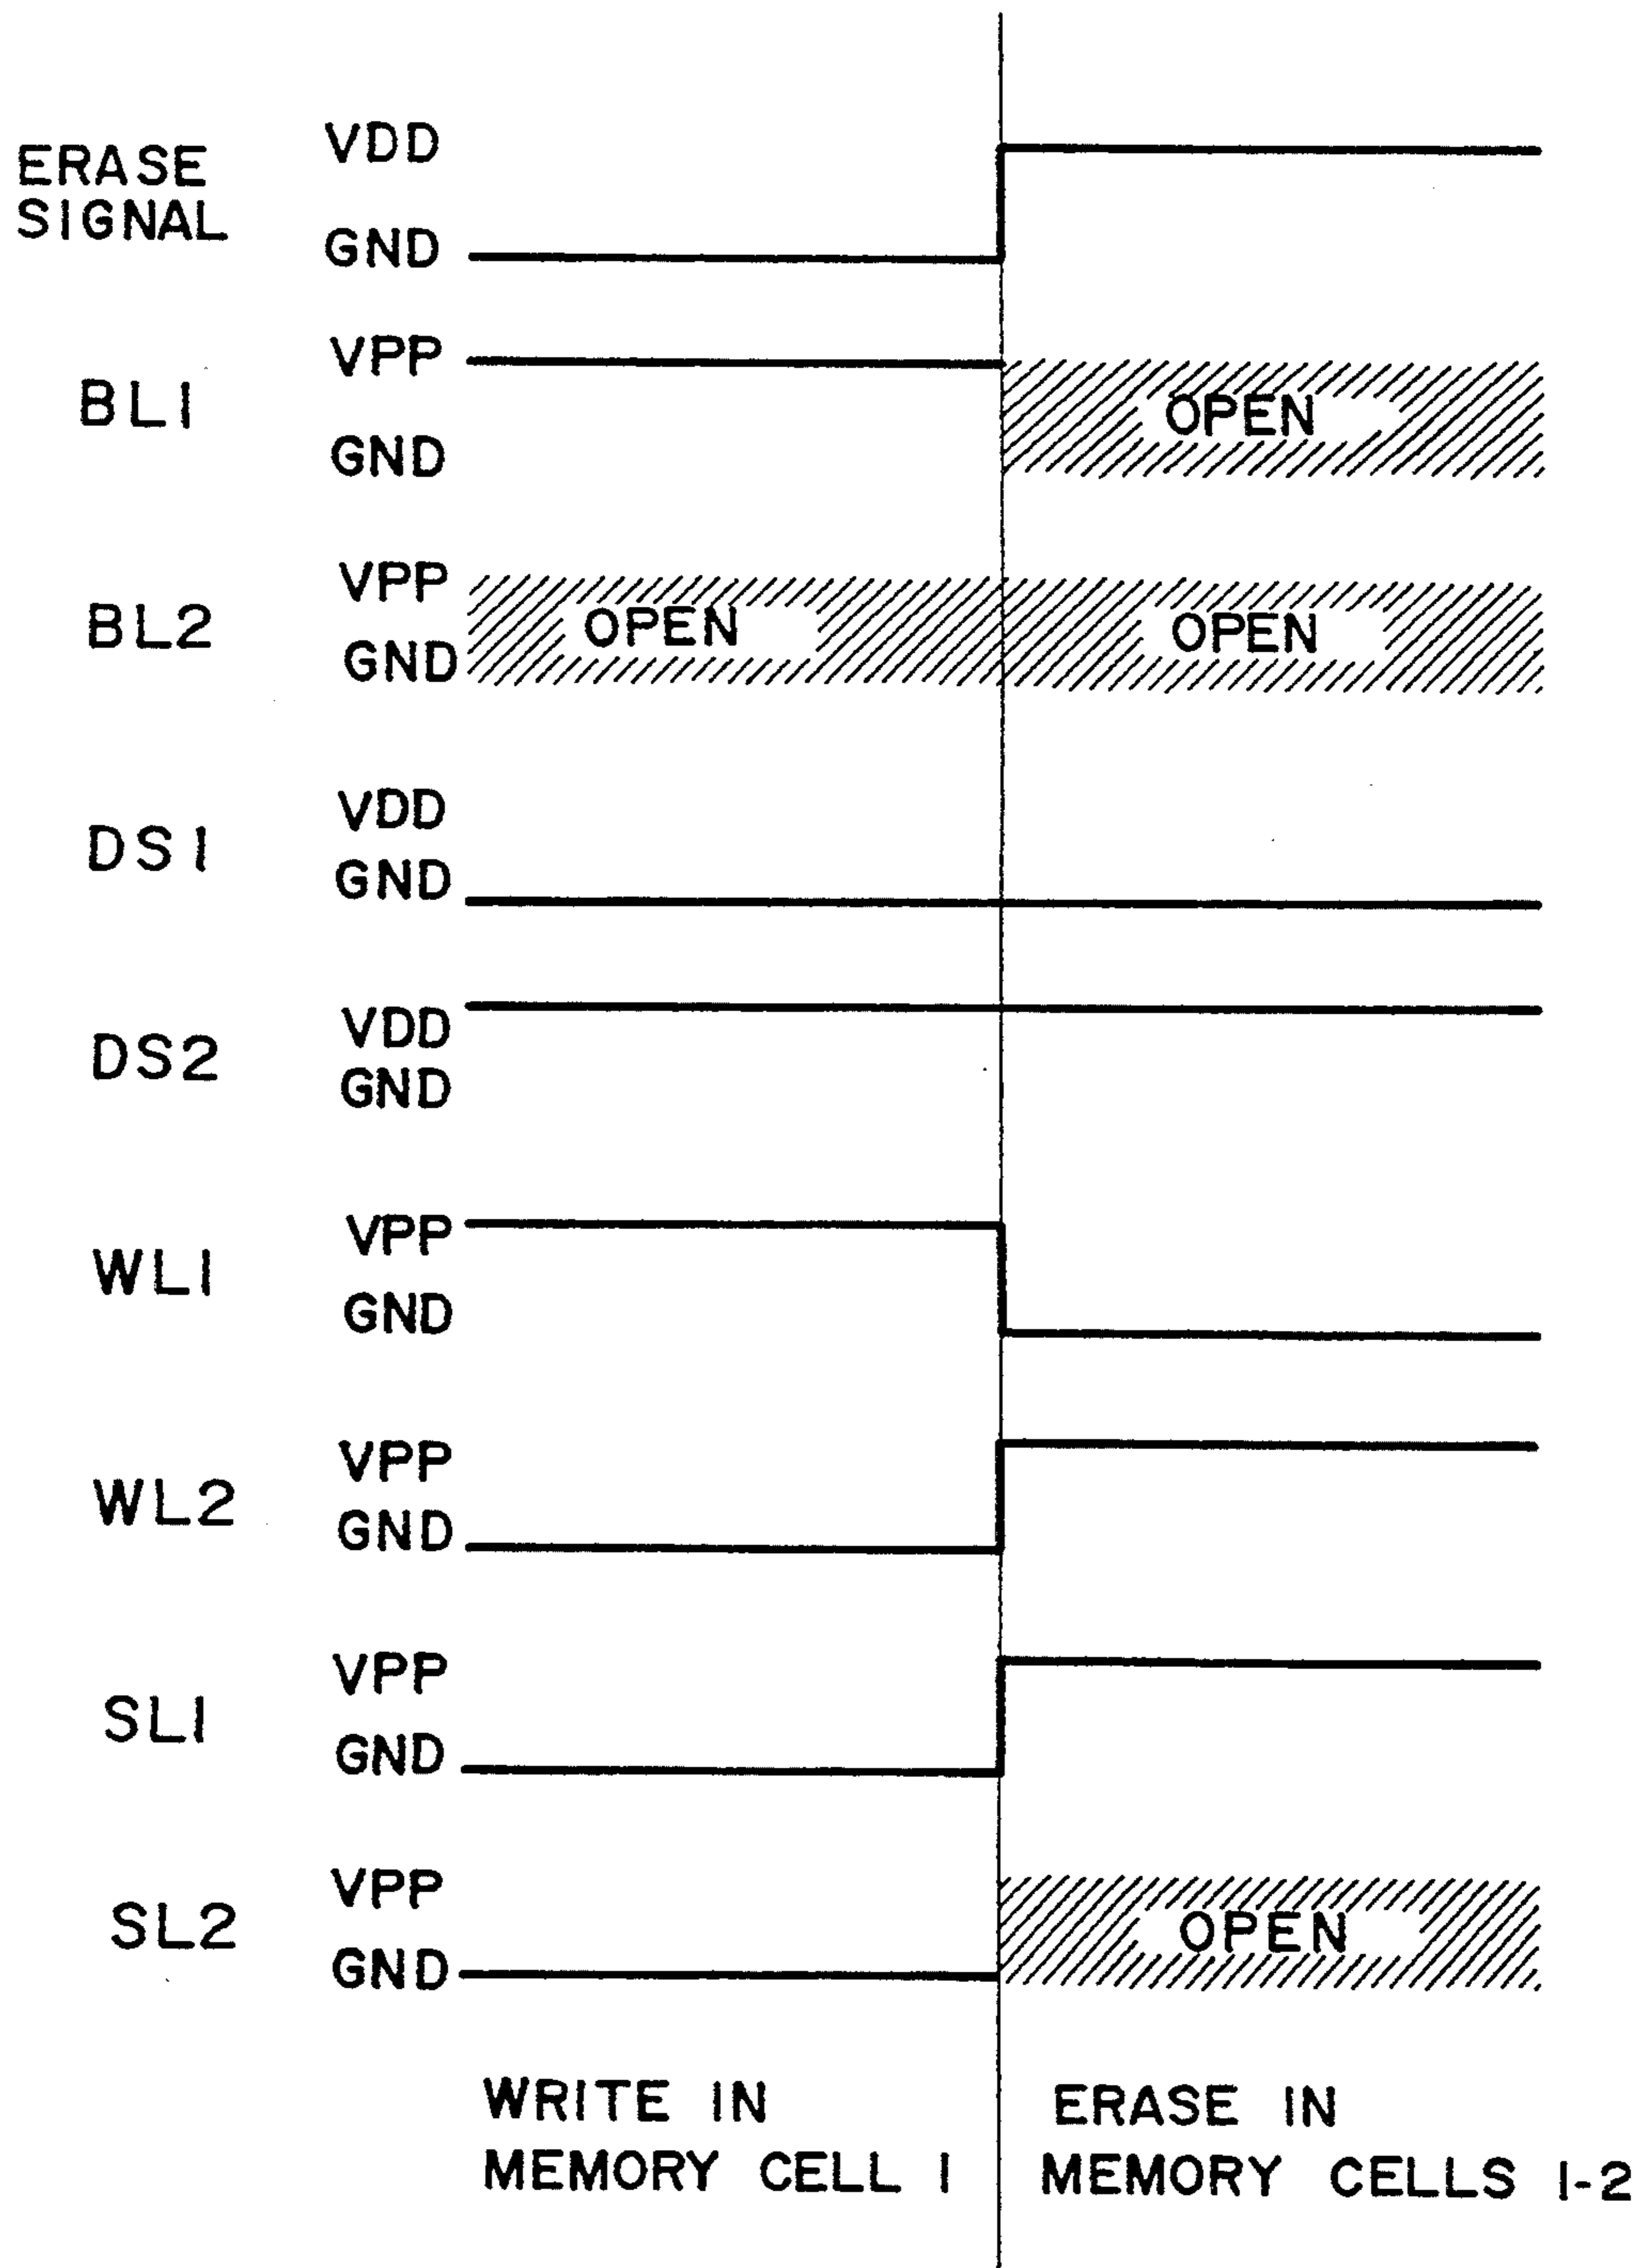 ERASE
SIGNAL
VDD
GND
BL1
VPP
GND
OPEN
BL2
VPP
GND
OPEN
OPEN
DS1
VDD
GND
DS2
VDD
GND
WL1
VPP
GND
WL2
VPP
GND
SL1
VPP
GND
SL2
VPP
GND
OPEN
WRITE IN
MEMORY CELL 1
ERASE IN
MEMORY CELLS 1-2